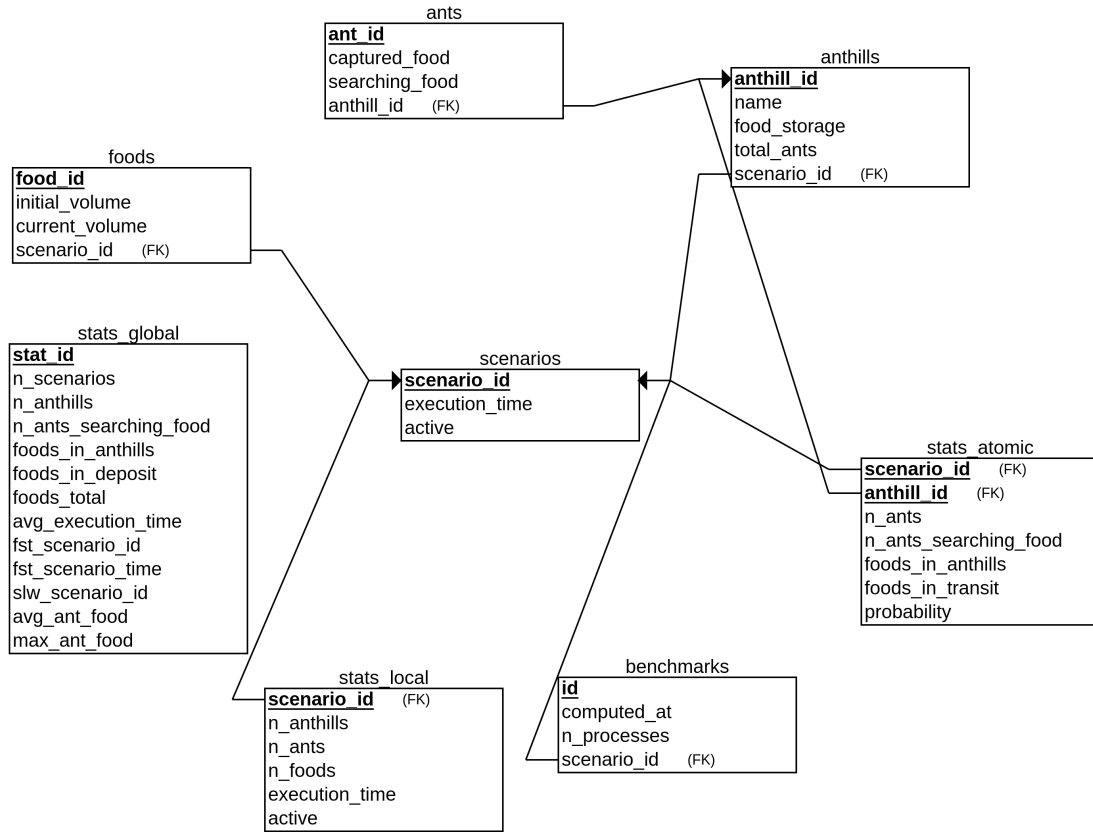 ants
ant_id
captured_food
searching_food
anthill_id (FK)
anthills
anthill_id
name
food_storage
total_ants
scenario_id (FK)
foods
food_id
initial_volume
current_volume
scenario_id (FK)
stats_global
stat_id
n_scenarios
n_anthills
n_ants_searching_food
foods_in_anthills
foods_in_deposit
foods_total
avg_execution_time
fst_scenario_id
fst_scenario_time
slw_scenario_id
avg_ant_food
max_ant_food
scenarios
scenario_id
execution_time
active
stats_atomic
scenario_id (FK)
anthill_id (FK)
n_ants
n_ants_searching_food
foods_in_anthills
foods_in_transit
probability
stats_local
scenario_id (FK)
n_anthills
n_ants
n_foods
execution_time
active
benchmarks
id
computed_at
n_processes
scenario_id (FK)